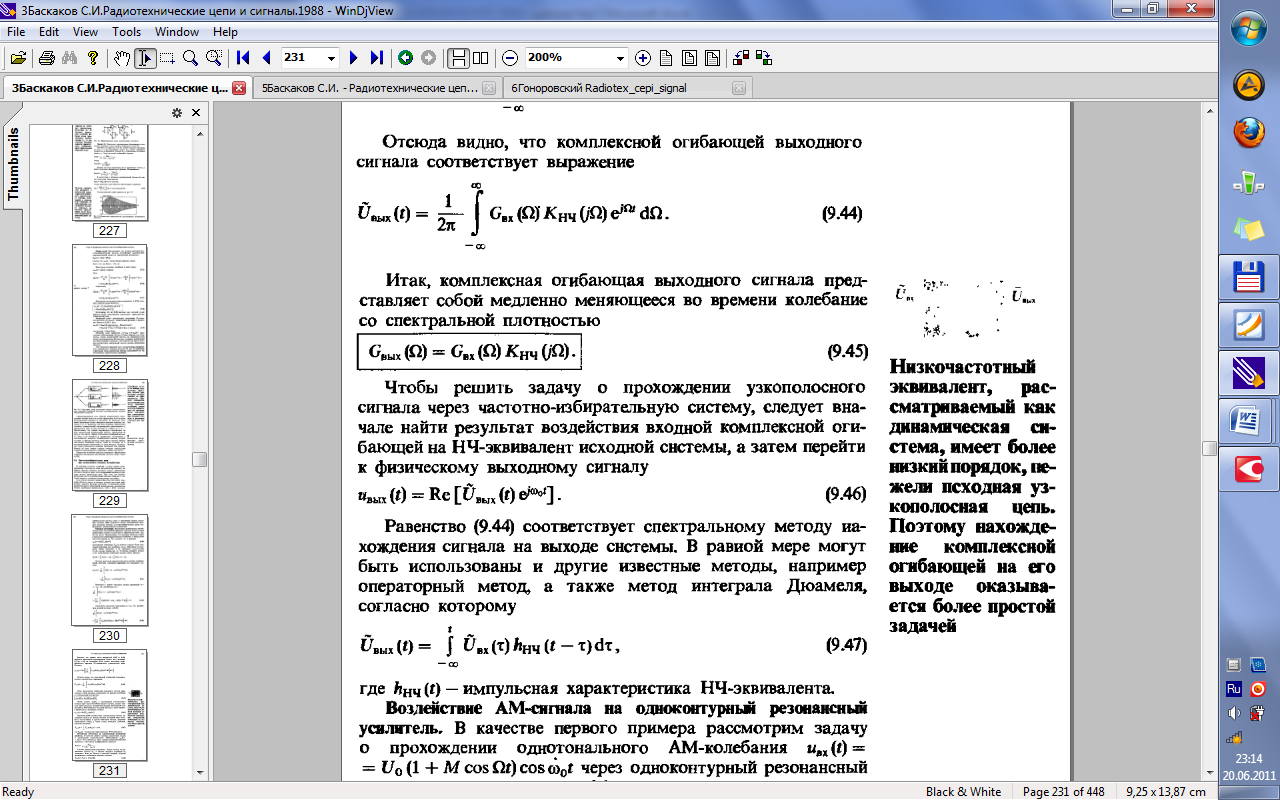 3Баскаков С.И.Радиотехнические цепи и сигналы.1988 - WinDjView
File Edit View Tools Window Help
231 200%
3Баскаков С.И.Радиотехнические ц... 5Баскаков С.И. - Радиотехнические цеп... 6Гоноровский Radiotex_cepi_signal
Thumbnails
227
228
229
230
231
− ∞
Отсюда видно, что комплексной огибающей выходного
сигнала соответствует выражение
Ũвых (t) = 1/2π ∫_{−∞}^{∞} Gвх (Ω) KНЧ (jΩ) e^{jΩt} dΩ. (9.44)
Итак, комплексная огибающая выходного сигнала пред-
ставляет собой медленно меняющееся во времени колебание
со спектральной плотностью
Gвых (Ω) = Gвх (Ω) KНЧ (jΩ). (9.45)
Чтобы решить задачу о прохождении узкополосного
сигнала через частотно-избирательную систему, следует вна-
чале найти результат воздействия входной комплексной оги-
бающей на НЧ-эквивалент исходной системы, а затем перейти
к физическому выходному сигналу
uвых (t) = Re [Ũвых (t) e^{jω₀t}]. (9.46)
Равенство (9.44) соответствует спектральному методу на-
хождения сигнала на выходе системы. В равной мере могут
быть использованы и другие известные методы, например
операторный метод, а также метод интеграла Дюамеля,
согласно которому
Ũвых (t) = ∫_{−∞}^{t} Ũвх (τ) hНЧ (t − τ) dτ, (9.47)
где hНЧ (t) — импульсная характеристика НЧ-эквивалента.
Воздействие АМ-сигнала на одноконтурный резонансный
усилитель. В качестве первого примера рассмотрим задачу
о прохождении однотонального АМ-колебания uвх (t) =
= U₀ (1 + M cos Ωt) cos ω₀t через одноконтурный резонансный
Ũвх Ũвых
Низкочастотный
эквивалент, рас-
сматриваемый как
динамическая си-
стема, имеет более
низкий порядок, не-
жели исходная уз-
кополосная цепь.
Поэтому нахожде-
ние комплексной
огибающей на его
выходе оказыва-
ется более простой
задачей
Ready Black & White Page 231 of 448 9,25 x 13,87 cm
Ru
23:14
20.06.2011